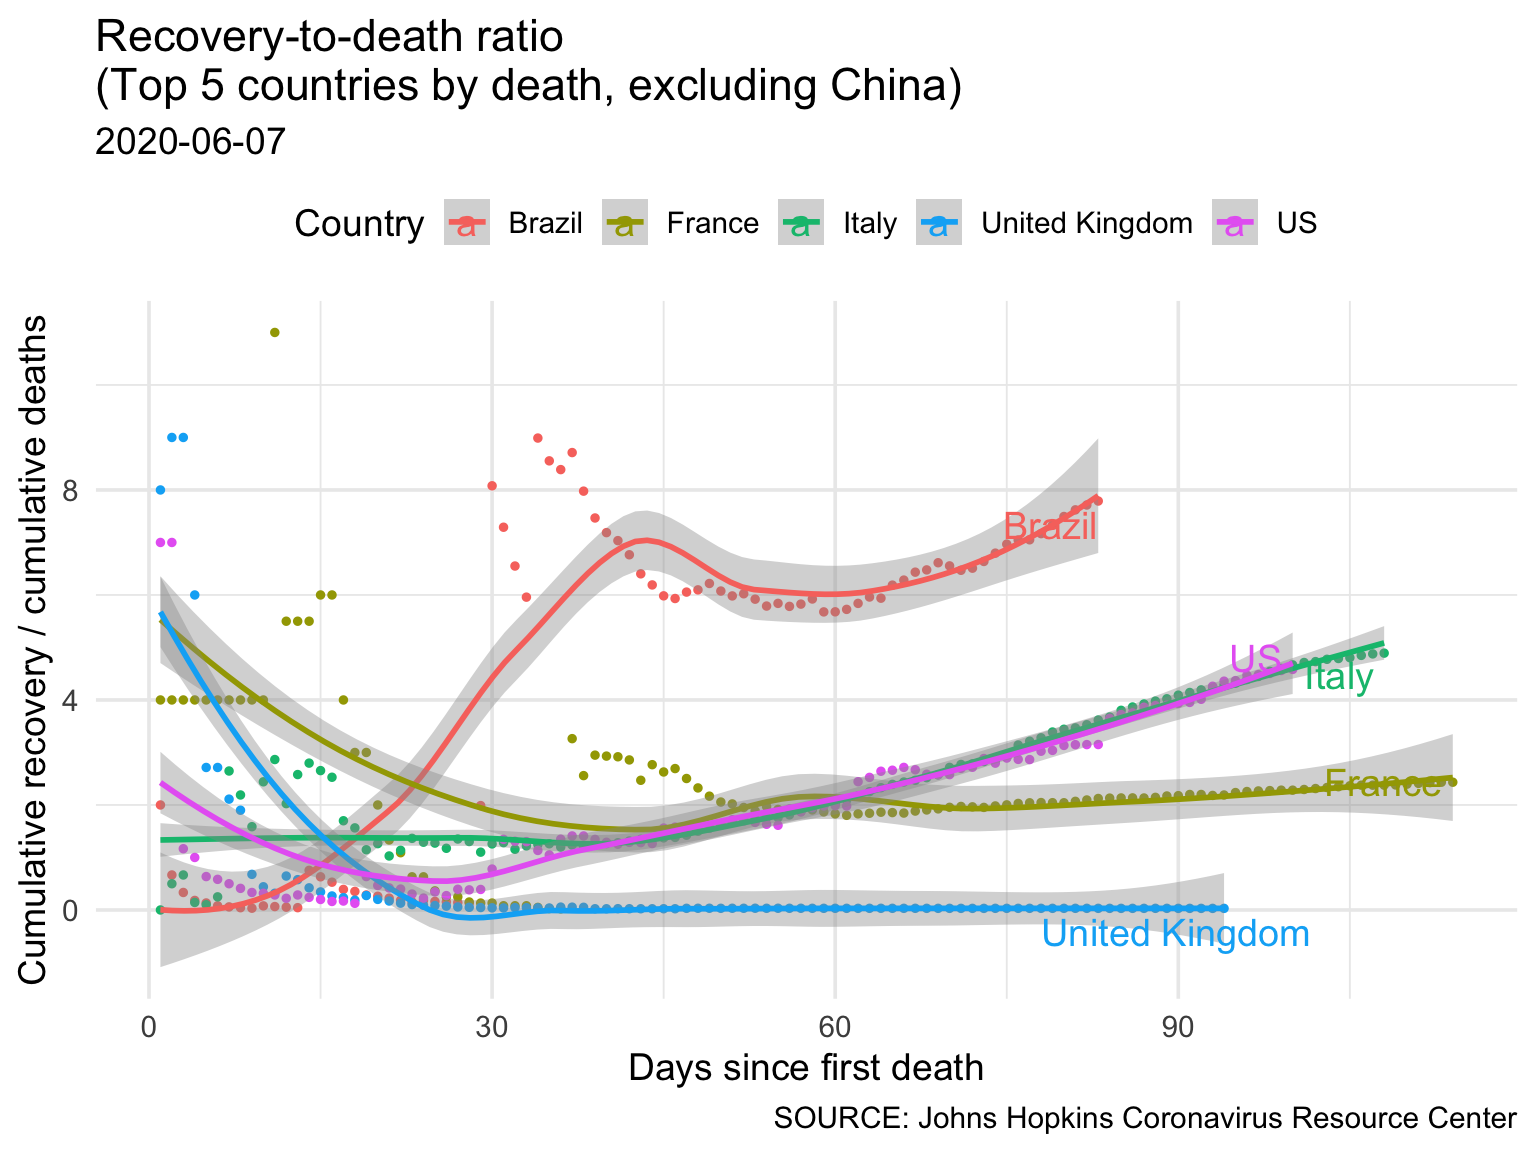 Recovery-to-death ratio
(Top 5 countries by death, excluding China)
2020-06-07
Country a Brazil a France a Italy a United Kingdom a US
Cumulative recovery / cumulative deaths
8
4
0
Brazil
US
Italy
France
United Kingdom
0 30 60 90
Days since first death
SOURCE: Johns Hopkins Coronavirus Resource Center